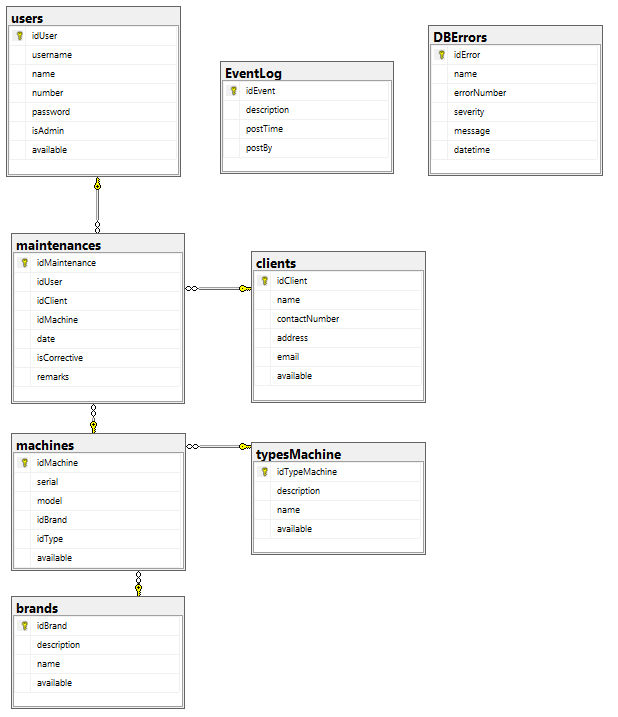 users
idUser
username
name
number
password
isAdmin
available
EventLog
idEvent
description
postTime
postBy
DBErrors
idError
name
errorNumber
severity
message
datetime
maintenances
idMaintenance
idUser
idClient
idMachine
date
isCorrective
remarks
clients
idClient
name
contactNumber
address
email
available
machines
idMachine
serial
model
idBrand
idType
available
typesMachine
idTypeMachine
description
name
available
brands
idBrand
description
name
available